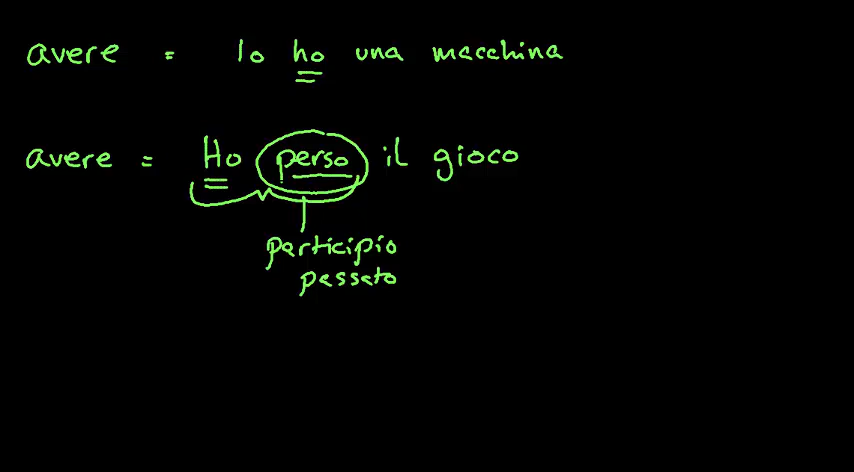 avere = Io ho una macchina
avere = Ho perso il gioco
participio
passato